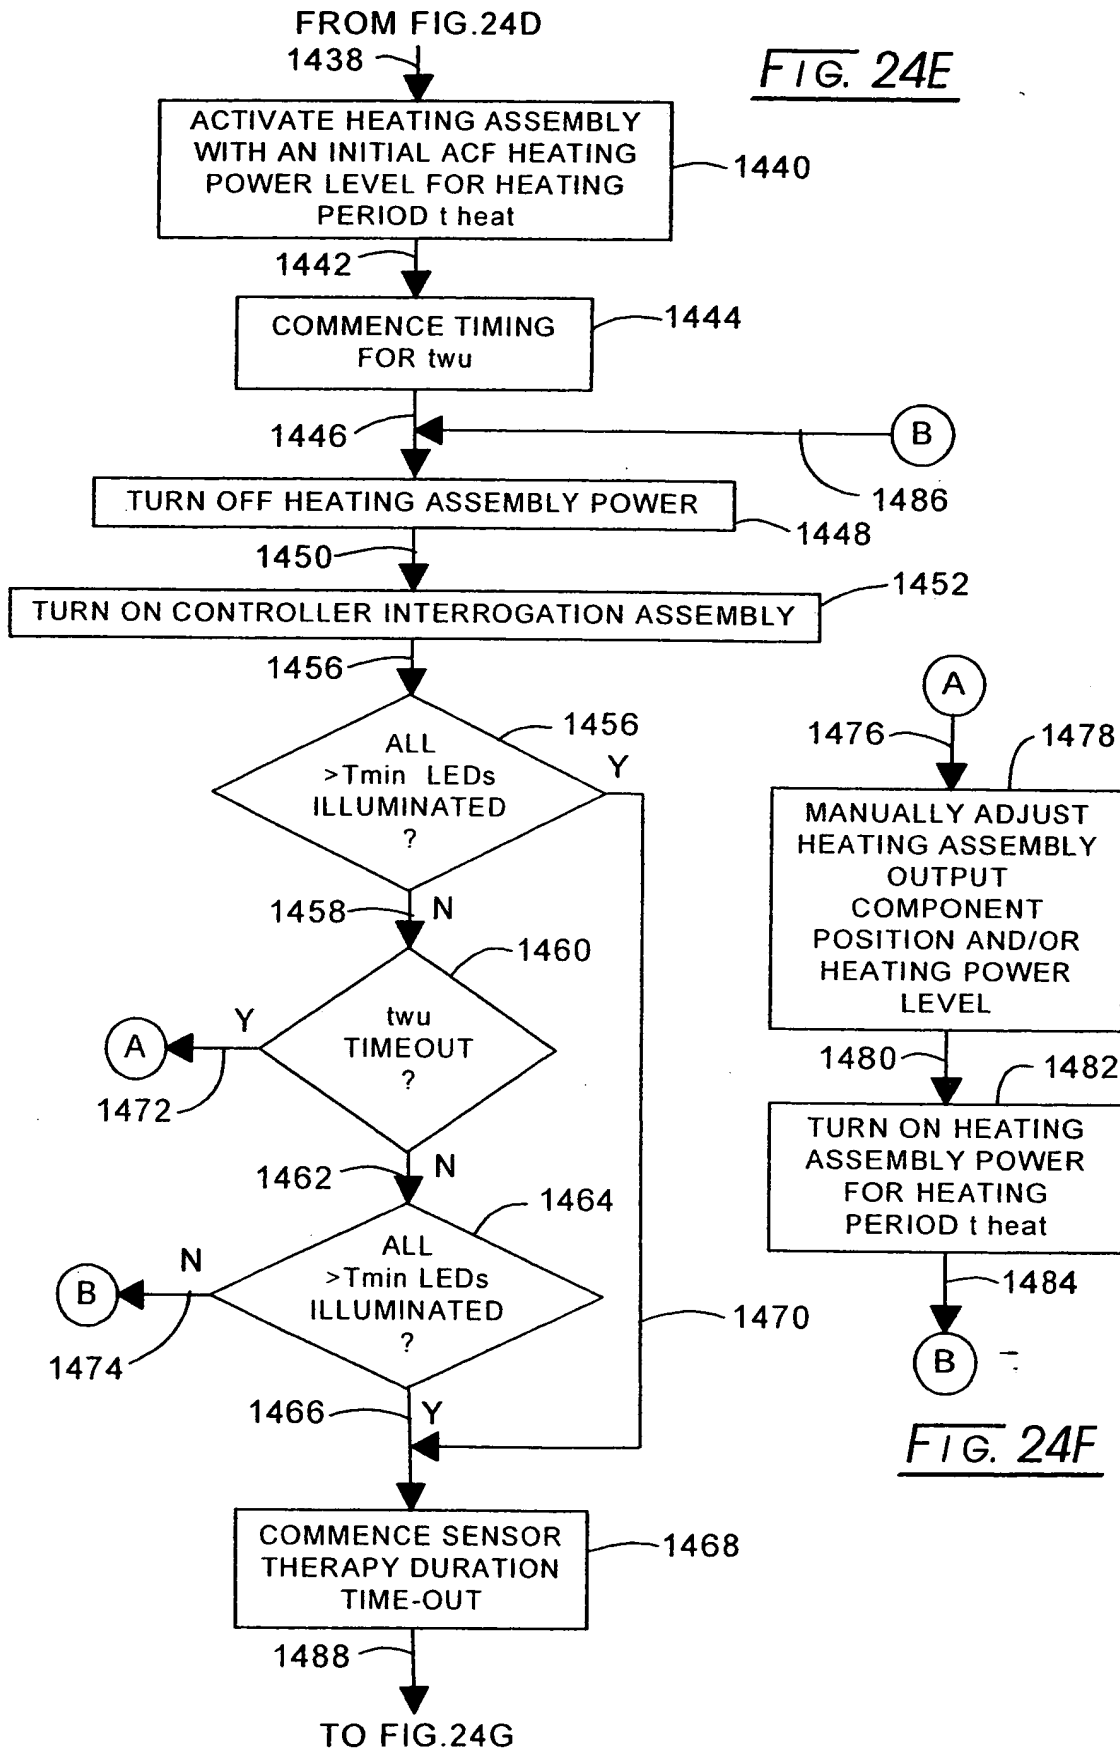 FROM FIG.24D
1438
FIG. 24E
ACTIVATE HEATING ASSEMBLY
WITH AN INITIAL ACF HEATING
POWER LEVEL FOR HEATING
PERIOD t heat
1440
1442
COMMENCE TIMING
FOR twu
1444
1446
B
1486
TURN OFF HEATING ASSEMBLY POWER
1448
1450
1452
TURN ON CONTROLLER INTERROGATION ASSEMBLY
1456
ALL
>Tmin LEDs
ILLUMINATED
?
1456
Y
1458
N
1460
twu
TIMEOUT
?
Y
A
1472
1462
N
1464
ALL
>Tmin LEDs
ILLUMINATED
?
N
B
1474
1470
1466
Y
COMMENCE SENSOR
THERAPY DURATION
TIME-OUT
1468
1488
TO FIG.24G
A
1476
1478
MANUALLY ADJUST
HEATING ASSEMBLY
OUTPUT
COMPONENT
POSITION AND/OR
HEATING POWER
LEVEL
1480
1482
TURN ON HEATING
ASSEMBLY POWER
FOR HEATING
PERIOD t heat
1484
B
FIG. 24F